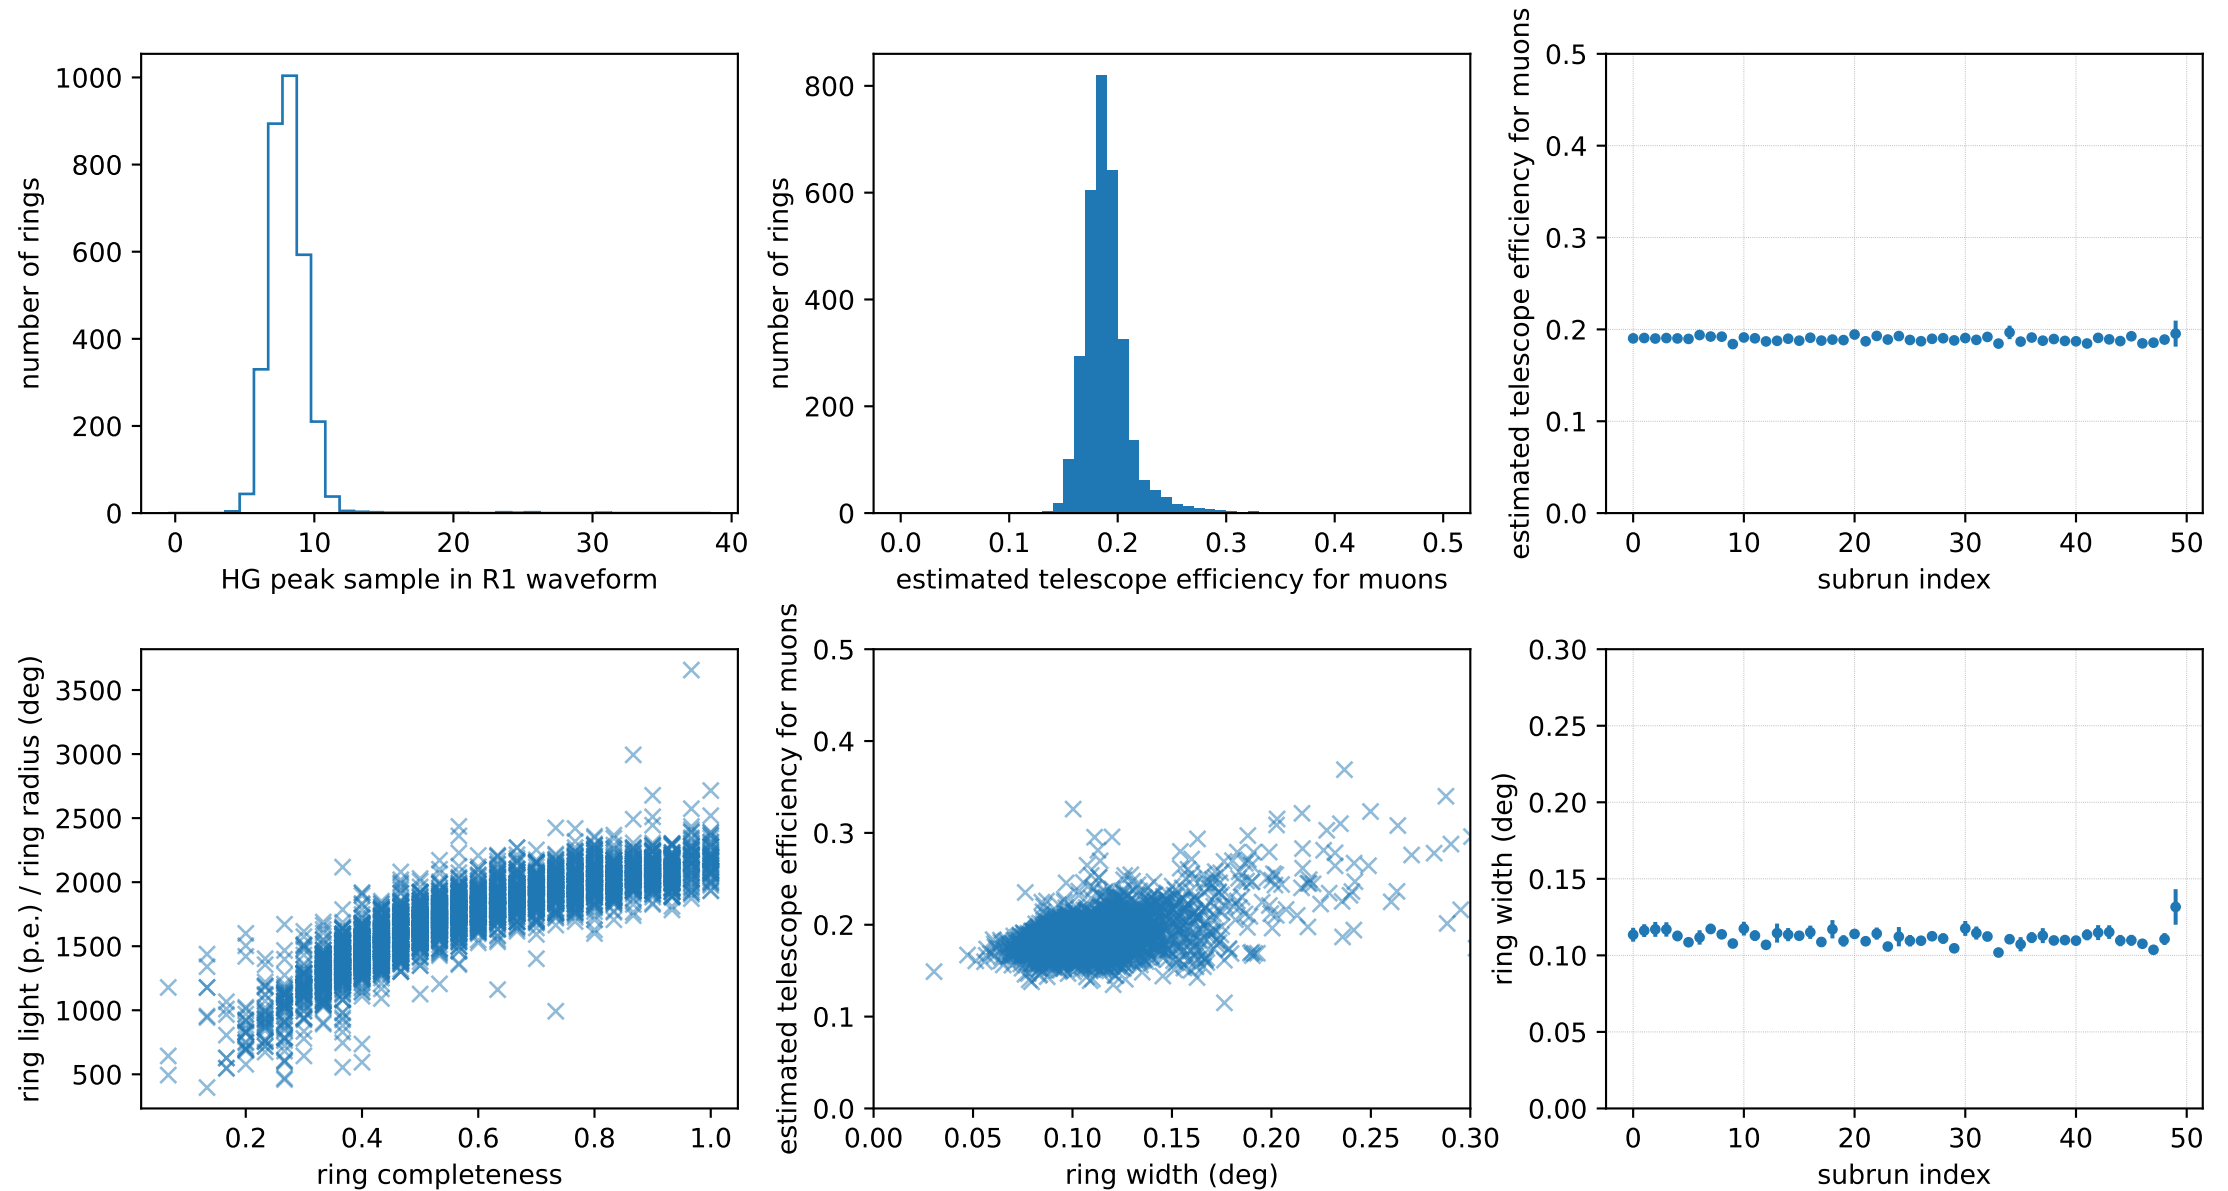 number of rings
1000
800
600
400
200
0
0 10 20 30 40
HG peak sample in R1 waveform
number of rings
800
600
400
200
0
0.0 0.1 0.2 0.3 0.4 0.5
estimated telescope efficiency for muons
estimated telescope efficiency for muons
0.5
0.4
0.3
0.2
0.1
0.0
0 10 20 30 40 50
subrun index
ring light (p.e.) / ring radius (deg)
3500
3000
2500
2000
1500
1000
500
0.2 0.4 0.6 0.8 1.0
ring completeness
estimated telescope efficiency for muons
0.5
0.4
0.3
0.2
0.1
0.0
0.00 0.05 0.10 0.15 0.20 0.25 0.30
ring width (deg)
ring width (deg)
0.30
0.25
0.20
0.15
0.10
0.05
0.00
0 10 20 30 40 50
subrun index